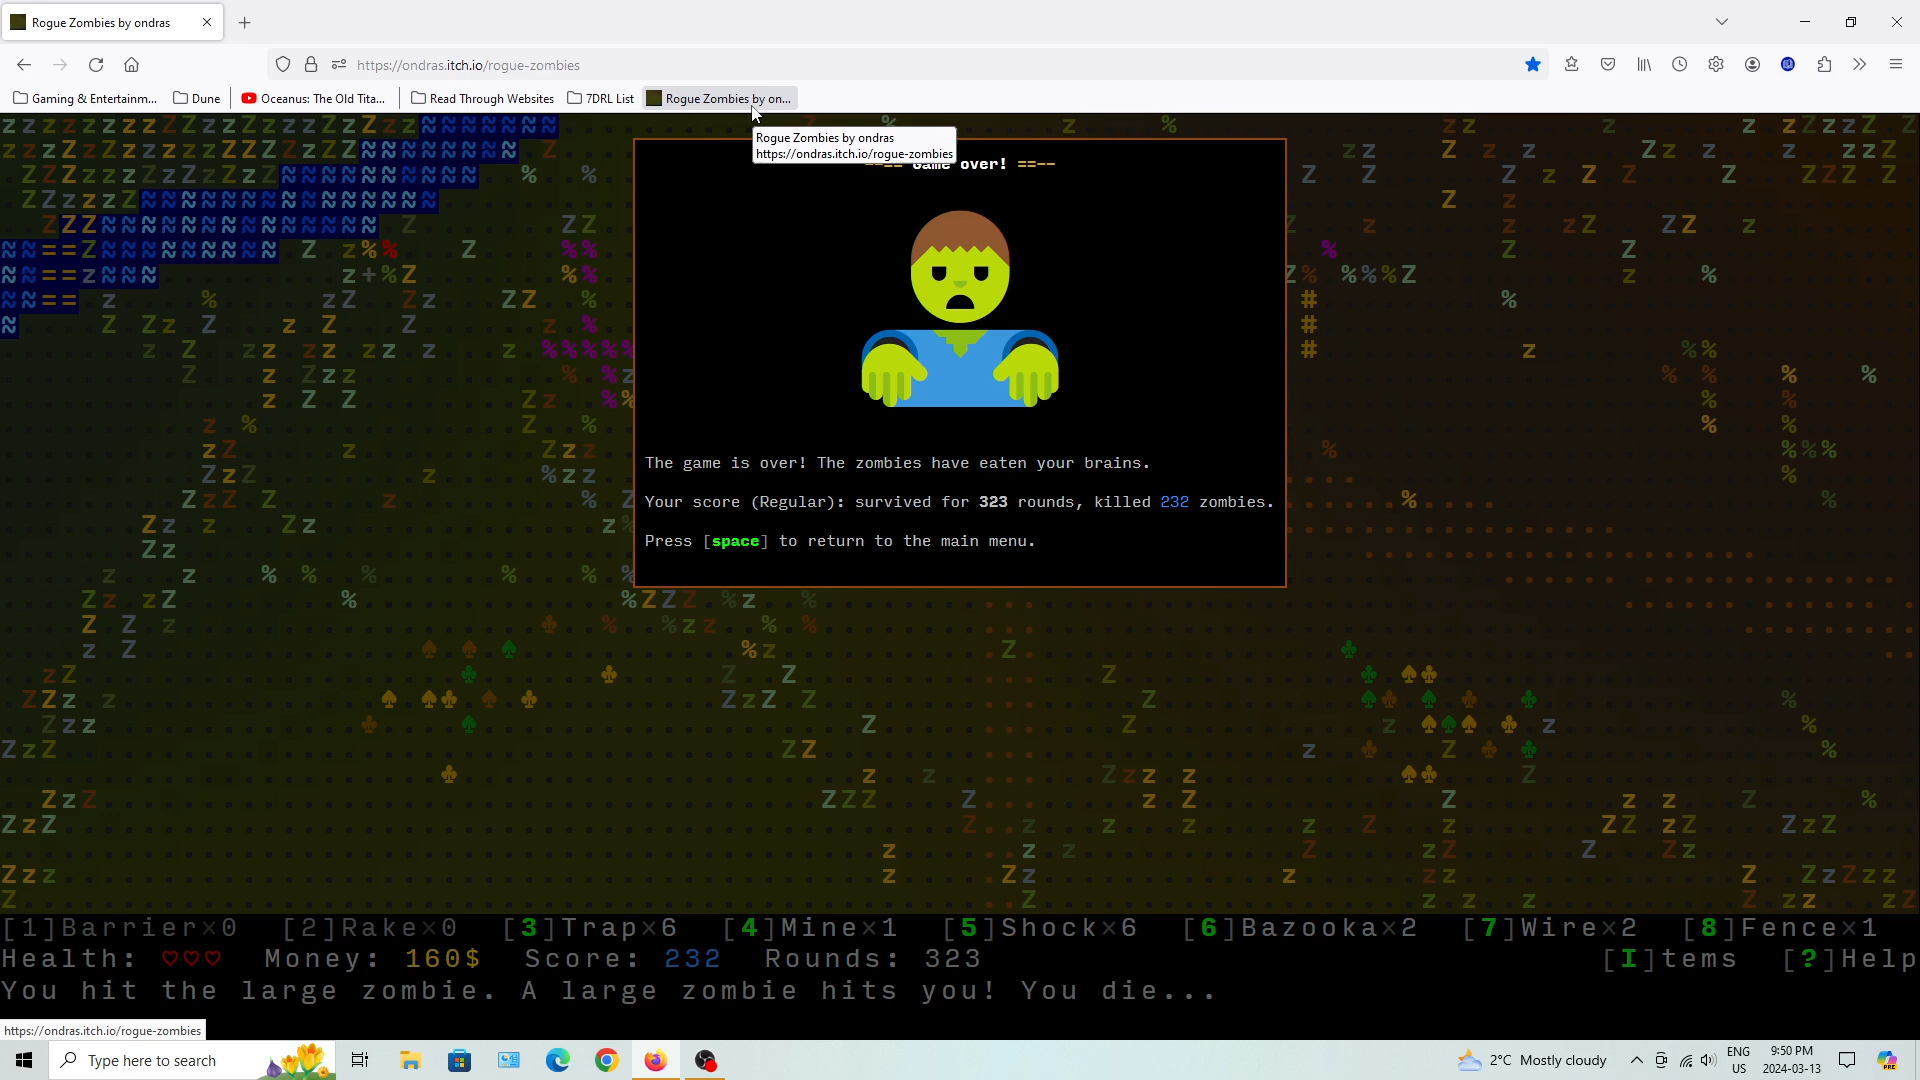 Rogue Zombies by ondras
https://ondras.itch.io/rogue-zombies
Gaming & Entertainm...
Dune
Oceanus: The Old Tita...
Read Through Websites
7DRL List
Rogue Zombies by on...
Rogue Zombies by ondras
https://ondras.itch.io/rogue-zombies
Game over! ==--
The game is over! The zombies have eaten your brains.
Your score (Regular): survived for 323 rounds, killed 232 zombies.
Press [space] to return to the main menu.
[1]Barrier×0 [2]Rake×0 [3]Trap×6 [4]Mine×1 [5]Shock×6 [6]Bazooka×2 [7]Wire×2 [8]Fence×1
Health: ♡♡♡ Money: 160$ Score: 232 Rounds: 323 [I]tems [?]Help
You hit the large zombie. A large zombie hits you! You die...
https://ondras.itch.io/rogue-zombies
Type here to search
2°C Mostly cloudy
ENG
US
9:50 PM
2024-03-13
PRE